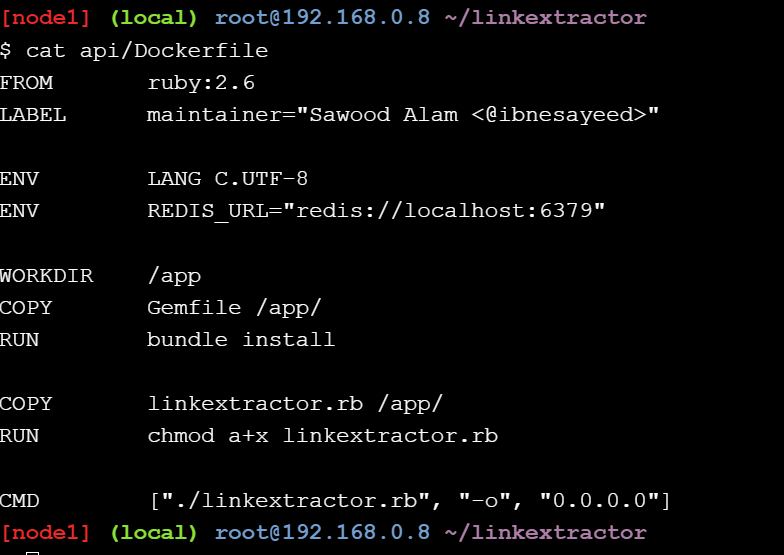 [node1] (local) root@192.168.0.8 ~/linkextractor
$ cat api/Dockerfile
FROM ruby:2.6
LABEL maintainer="Sawood Alam <@ibnesayeed>"
ENV LANG C.UTF-8
ENV REDIS_URL="redis://localhost:6379"
WORKDIR /app
COPY Gemfile /app/
RUN bundle install
COPY linkextractor.rb /app/
RUN chmod a+x linkextractor.rb
CMD ["./linkextractor.rb", "-o", "0.0.0.0"]
[node1] (local) root@192.168.0.8 ~/linkextractor